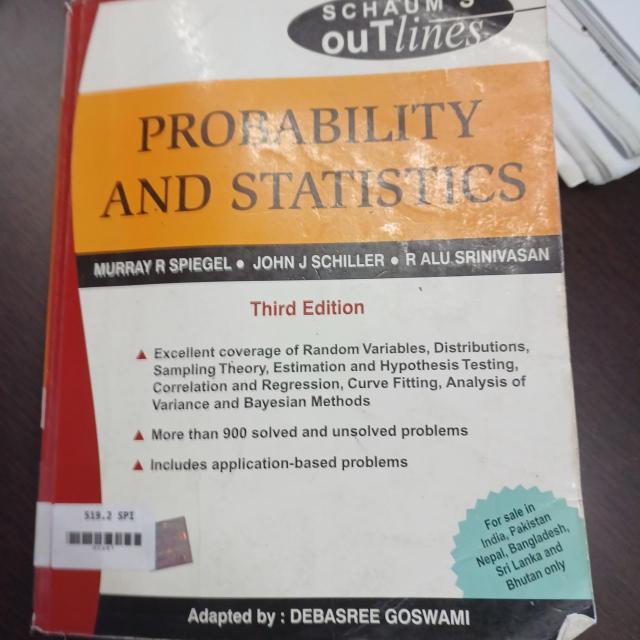 SCHAUM'S
ouTlines
PROBABILITY
AND STATISTICS
MURRAY R SPIEGEL • JOHN J SCHILLER • R ALU SRINIVASAN
Third Edition
▲ Excellent coverage of Random Variables, Distributions,
Sampling Theory, Estimation and Hypothesis Testing,
Correlation and Regression, Curve Fitting, Analysis of
Variance and Bayesian Methods
▲ More than 900 solved and unsolved problems
▲ Includes application-based problems
519.2 SPI
For sale in
India, Pakistan
Nepal, Bangladesh,
Sri Lanka and
Bhutan only
Adapted by : DEBASREE GOSWAMI